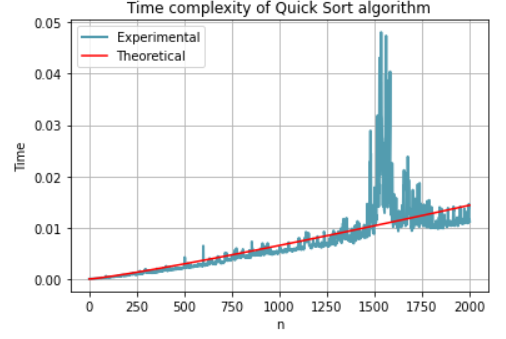 Time complexity of Quick Sort algorithm
Experimental
Theoretical
0.05
0.04
0.03
0.02
0.01
0.00
Time
0 250 500 750 1000 1250 1500 1750 2000
n